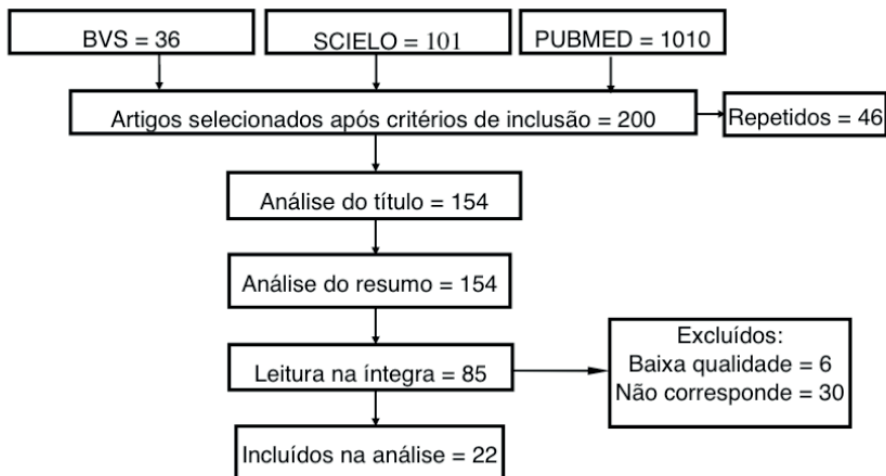 BVS = 36
SCIELO = 101
PUBMED = 1010
Artigos selecionados após critérios de inclusão = 200
Repetidos = 46
Análise do título = 154
Análise do resumo = 154
Leitura na íntegra = 85
Excluídos:
Baixa qualidade = 6
Não corresponde = 30
Incluídos na análise = 22